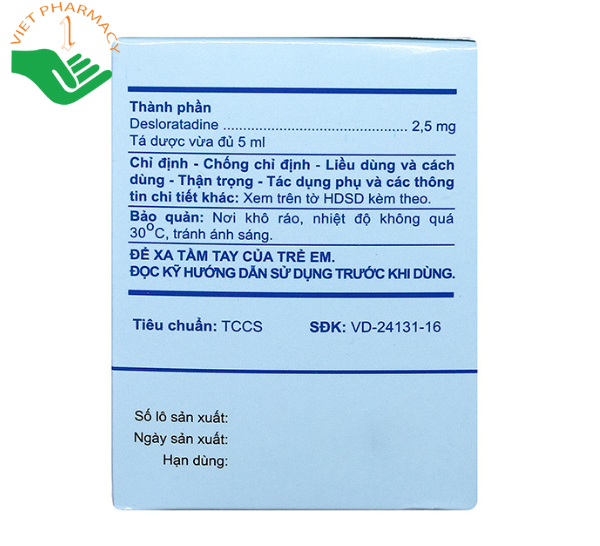 VIET PHARMACY
1
Thành phần
Desloratadine ................................................ 2,5 mg
Tá dược vừa đủ 5 ml
Chỉ định - Chống chỉ định - Liều dùng và cách
dùng - Thận trọng - Tác dụng phụ và các thông
tin chi tiết khác: Xem trên tờ HDSD kèm theo.
Bảo quản: Nơi khô ráo, nhiệt độ không quá
30°C, tránh ánh sáng.
ĐỂ XA TẦM TAY CỦA TRẺ EM.
ĐỌC KỸ HƯỚNG DẪN SỬ DỤNG TRƯỚC KHI DÙNG.
Tiêu chuẩn: TCCS SĐK: VD-24131-16
Số lô sản xuất:
Ngày sản xuất:
Hạn dùng: